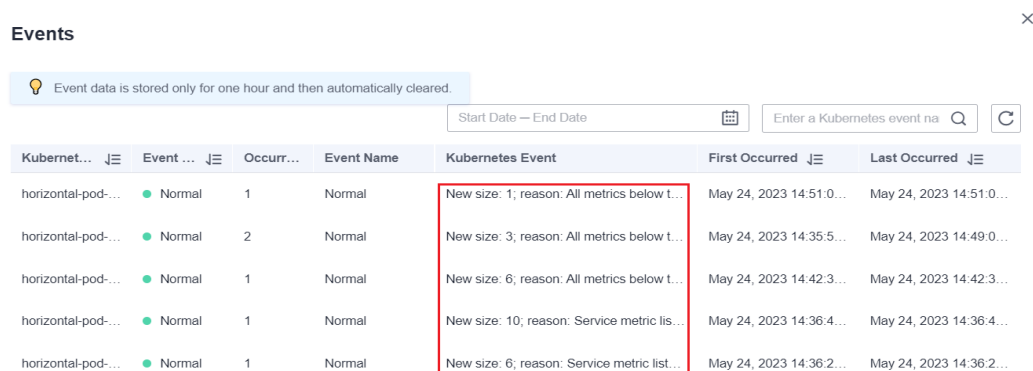 Events
Event data is stored only for one hour and then automatically cleared.
Start Date — End Date Enter a Kubernetes event na
Kubernet... Event ... Occurr... Event Name Kubernetes Event First Occurred Last Occurred
horizontal-pod-... Normal 1 Normal New size: 1; reason: All metrics below t... May 24, 2023 14:51:0... May 24, 2023 14:51:0...
horizontal-pod-... Normal 2 Normal New size: 3; reason: All metrics below t... May 24, 2023 14:35:5... May 24, 2023 14:49:0...
horizontal-pod-... Normal 1 Normal New size: 6; reason: All metrics below t... May 24, 2023 14:42:3... May 24, 2023 14:42:3...
horizontal-pod-... Normal 1 Normal New size: 10; reason: Service metric lis... May 24, 2023 14:36:4... May 24, 2023 14:36:4...
horizontal-pod-... Normal 1 Normal New size: 6; reason: Service metric list... May 24, 2023 14:36:2... May 24, 2023 14:36:2...